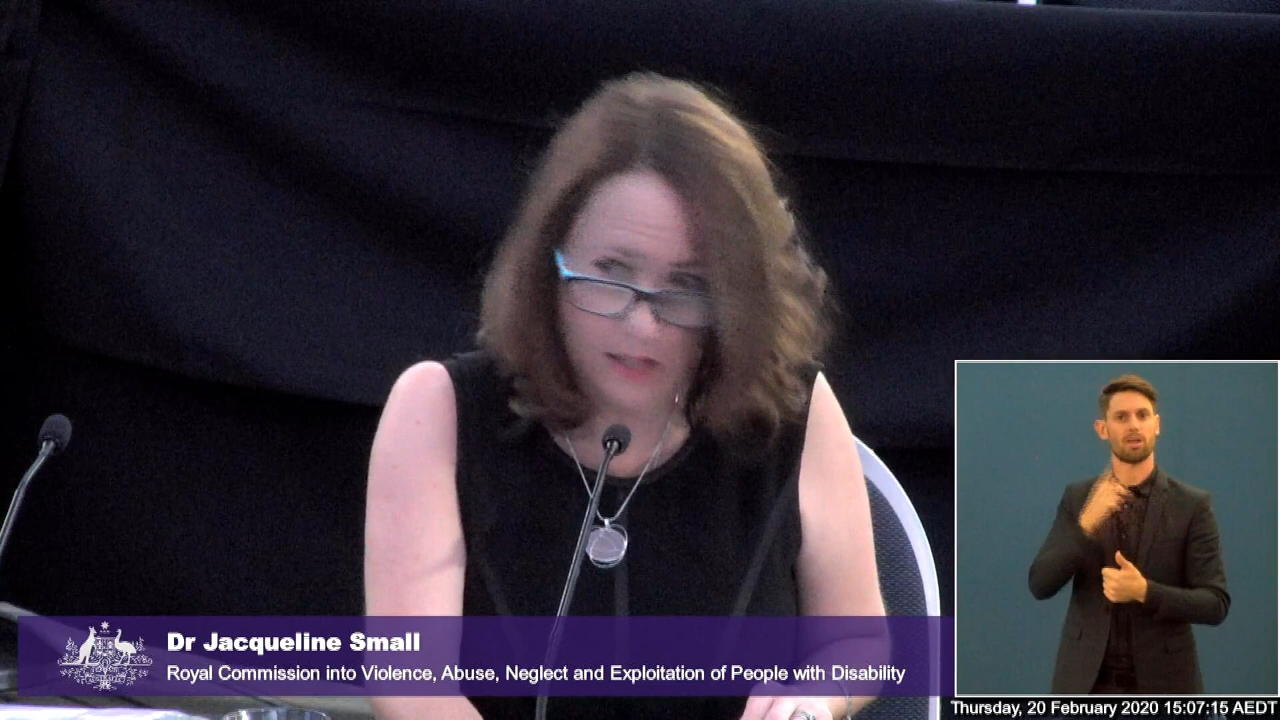 Dr Jacqueline Small
Royal Commission into Violence, Abuse, Neglect and Exploitation of People with Disability
Thursday, 20 February 2020 15:07:15 AEDT